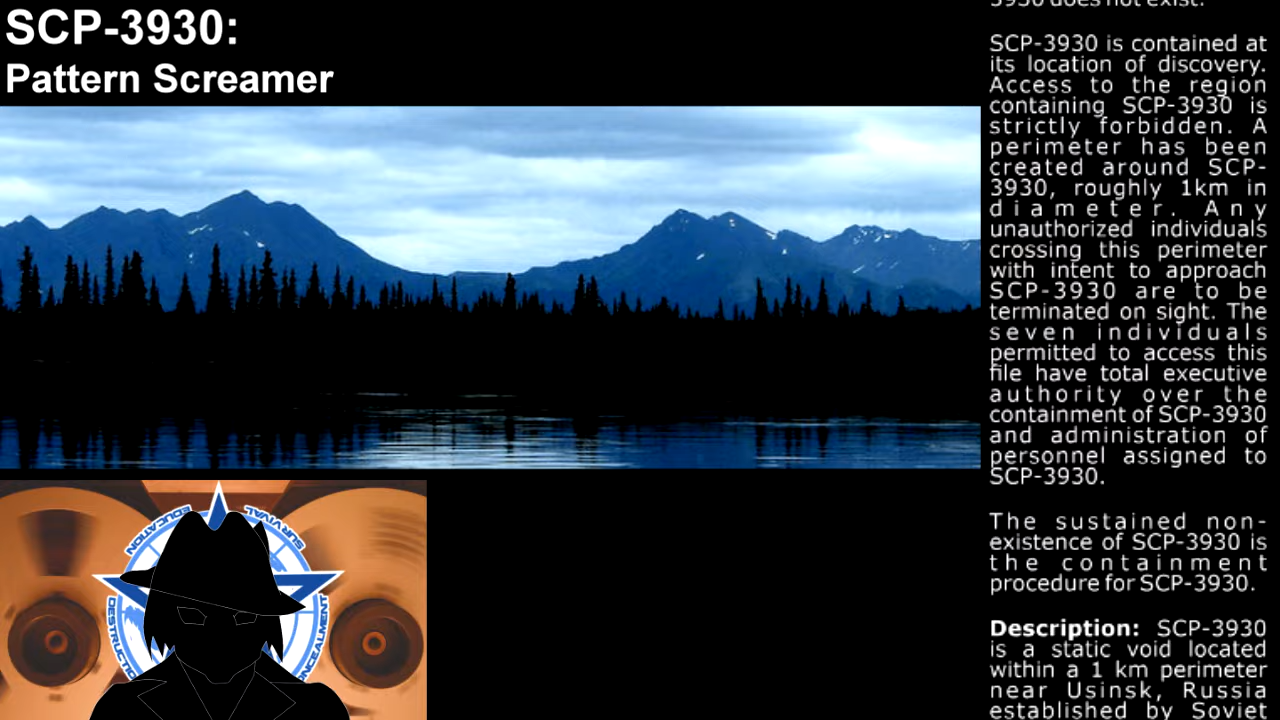 SCP-3930:
Pattern Screamer
3930 does not exist.
SCP-3930 is contained at
its location of discovery.
Access to the region
containing SCP-3930 is
strictly forbidden. A
perimeter has been
created around SCP-
3930, roughly 1km in
diameter. Any
unauthorized individuals
crossing this perimeter
with intent to approach
SCP-3930 are to be
terminated on sight. The
seven individuals
permitted to access this
file have total executive
authority over the
containment of SCP-3930
and administration of
personnel assigned to
SCP-3930.
The sustained non-
existence of SCP-3930 is
the containment
procedure for SCP-3930.
Description: SCP-3930
is a static void located
within a 1 km perimeter
near Usinsk, Russia
established by Soviet
EDUCATION
SURVIVAL